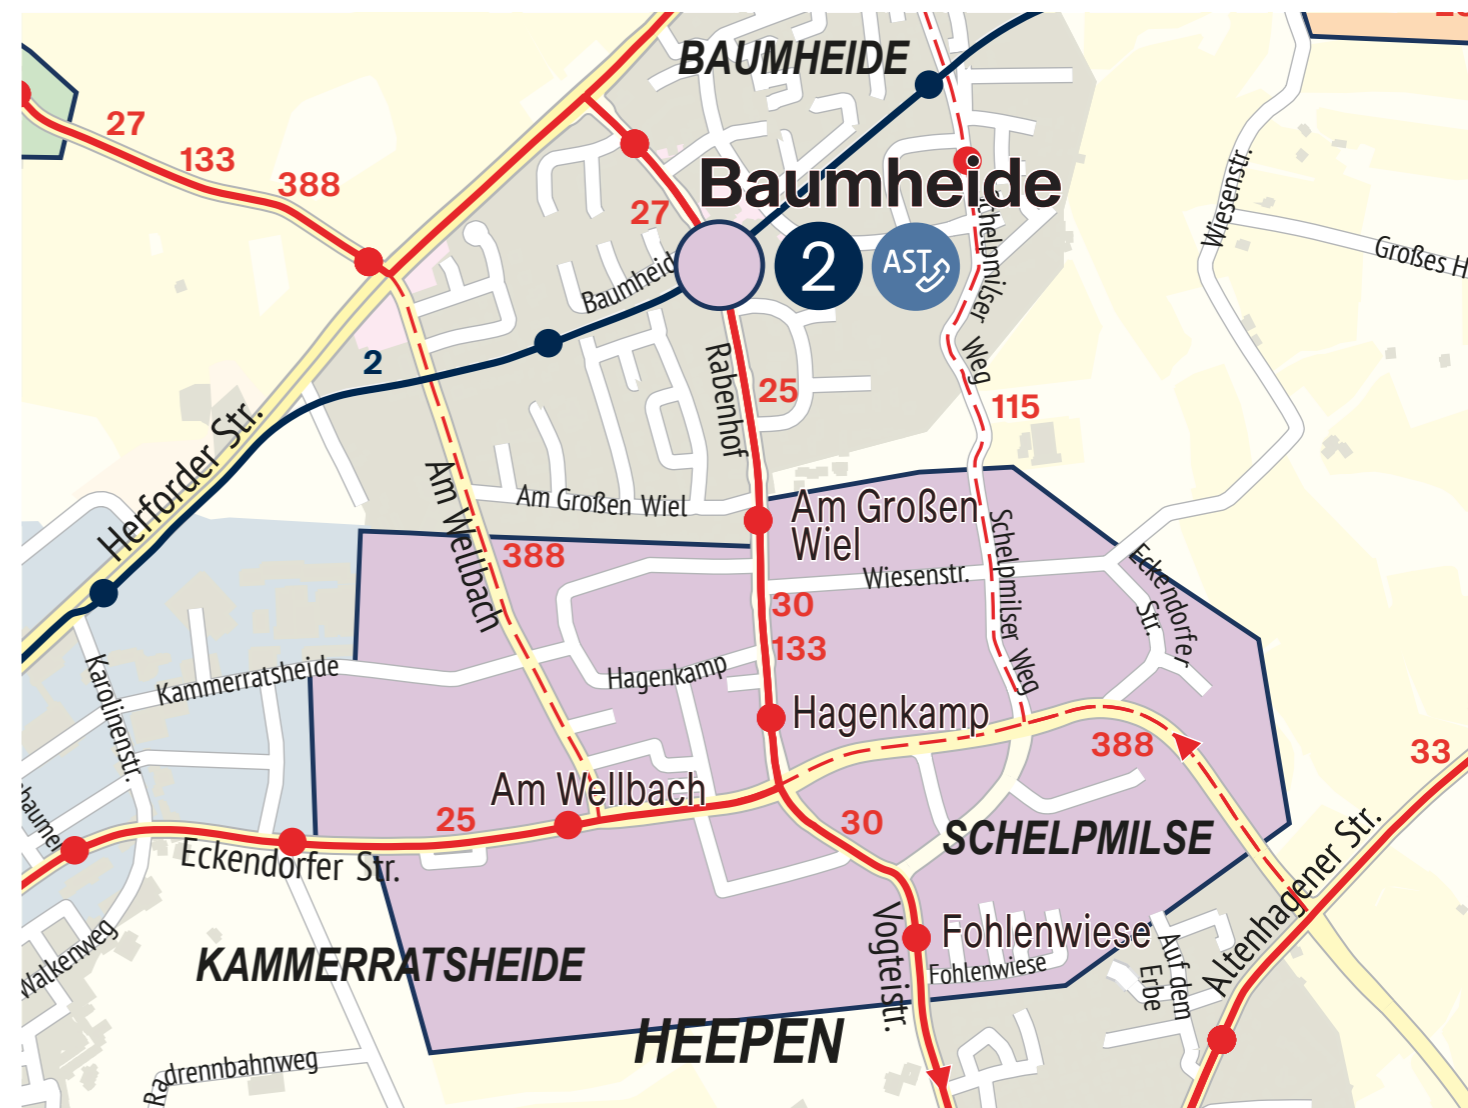 BAUMHEIDE
27
133
388
27
Baumheide
2
AST
Baumheid
Schelpmilser
Weg
Wiesenstr.
Großes H
2
Rabenhof
25
115
Herforder Str.
Am Wellbach
Am Großen Wiel
388
Am Großen
Wiel
Wiesenstr.
Schelpmilser
Weg
Eckendorfer
Str.
30
133
Karolinenstr.
Kammerratsheide
Hagenkamp
Hagenkamp
388
33
Am Wellbach
25
30
baumer
Eckendorfer Str.
SCHELPMILSE
Altenhagener Str.
Walkenweg
KAMMERRATSHEIDE
Vogteistr.
Fohlenwiese
Fohlenwiese
Auf dem
Erbe
HEEPEN
Radrennbahnweg